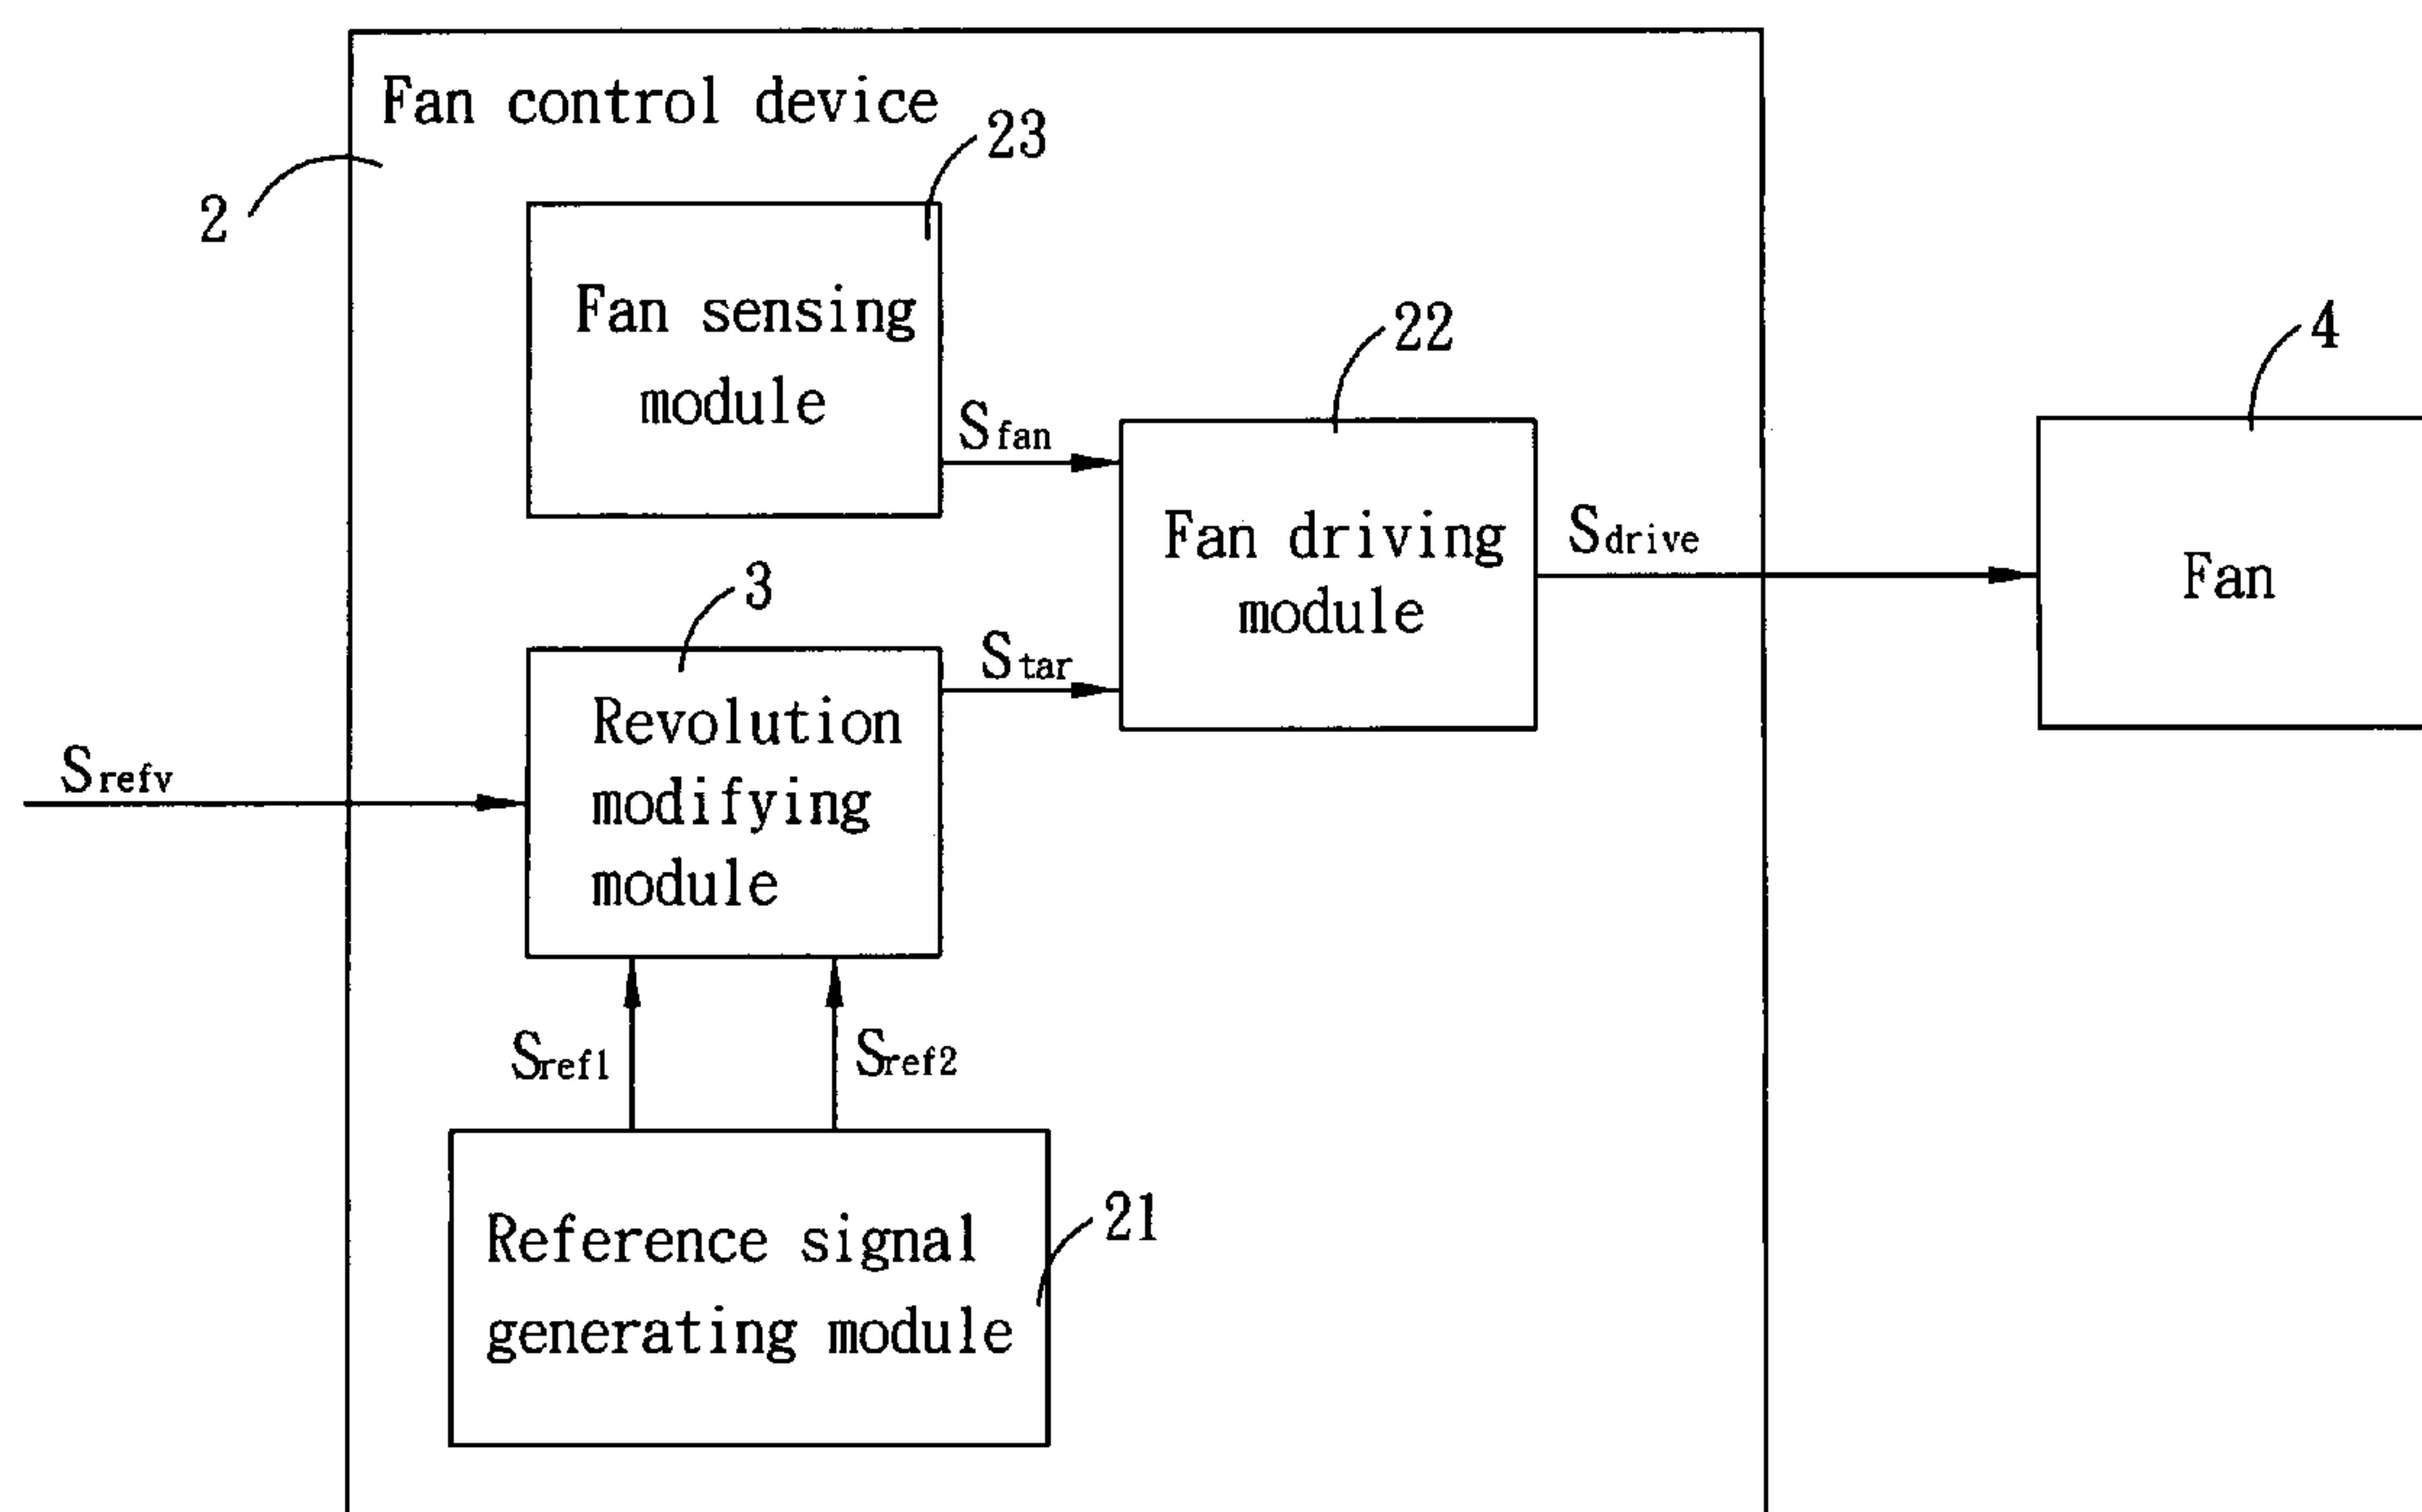 Fan control device
23
2
Fan sensing
module
Sfan
22
4
Fan driving
module
Sdrive
Fan
3
Star
Revolution
modifying
module
Srefv
Sref1
Sref2
Reference signal
generating module
21